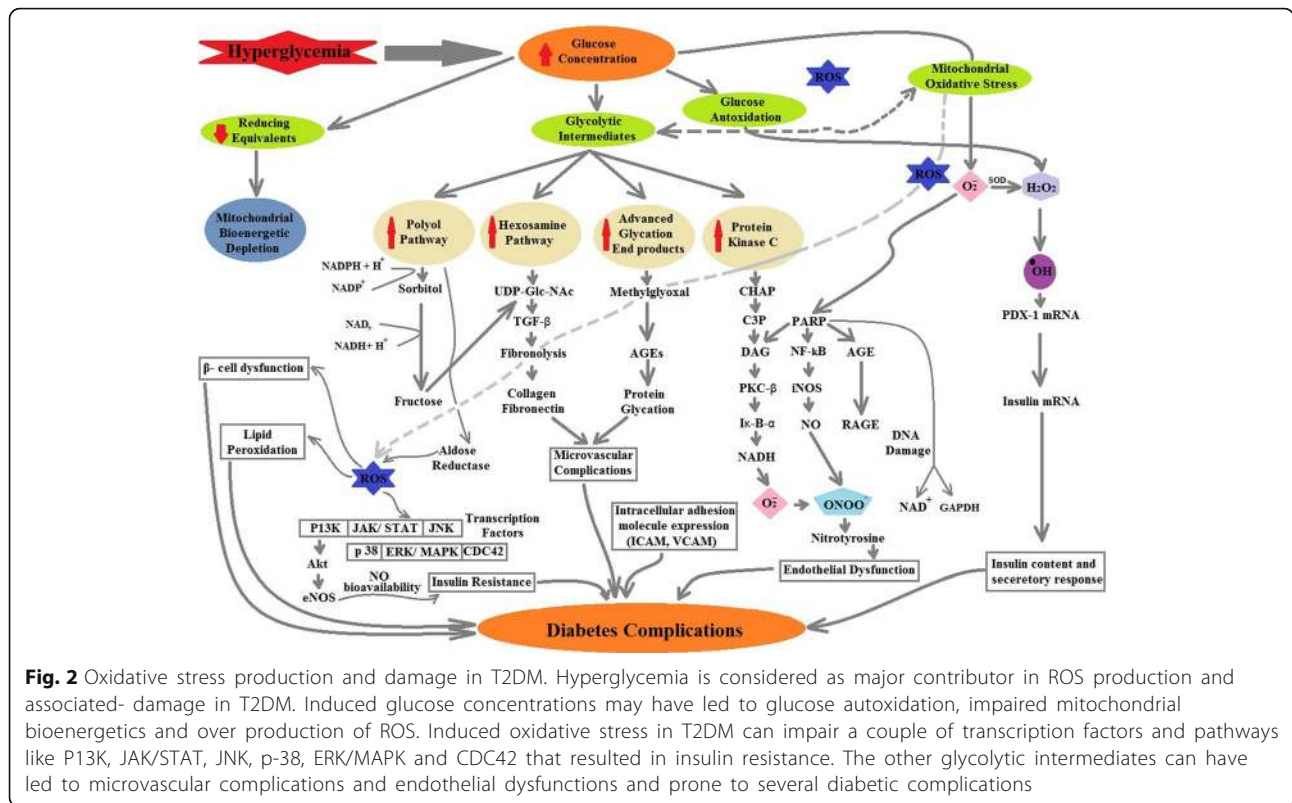 Hyperglycemia
Glucose
Concentration
ROS
Mitochondrial
Oxidative Stress
Reducing
Equivalents
Glycolytic
Intermediates
Glucose
Autoxidation
ROS
O₂⁻
SOD
H₂O₂
Mitochondrial
Bioenergetic
Depletion
Polyol
Pathway
Hexosamine
Pathway
Advanced
Glycation
End products
Protein
Kinase C
•OH
NADPH + H⁺
NADP⁺
Sorbitol
NAD,
NADH+ H⁺
Fructose
Aldose
Reductase
UDP-Glc-NAc
TGF-β
Fibronolysis
Collagen
Fibronectin
Methylglyoxal
AGEs
Protein
Glycation
Microvascular
Complications
CHAP
C3P
DAG
PKC-β
Iκ-B-α
NADH
O₂⁻
PARP
NF-kB
iNOS
NO
ONOO⁻
Nitrotyrosine
Endothelial Dysfunction
AGE
RAGE
DNA
Damage
NAD⁺
GAPDH
PDX-1 mRNA
Insulin mRNA
Insulin content and
seceretory response
β- cell dysfunction
Lipid
Peroxidation
ROS
P13K JAK/ STAT JNK
Transcription
Factors
p 38 ERK/ MAPK CDC42
Akt
eNOS
NO
bioavailability
Insulin Resistance
Intracellular adhesion
molecule expression
(ICAM, VCAM)
Diabetes Complications
Fig. 2 Oxidative stress production and damage in T2DM. Hyperglycemia is considered as major contributor in ROS production and
associated- damage in T2DM. Induced glucose concentrations may have led to glucose autoxidation, impaired mitochondrial
bioenergetics and over production of ROS. Induced oxidative stress in T2DM can impair a couple of transcription factors and pathways
like P13K, JAK/STAT, JNK, p-38, ERK/MAPK and CDC42 that resulted in insulin resistance. The other glycolytic intermediates can have
led to microvascular complications and endothelial dysfunctions and prone to several diabetic complications